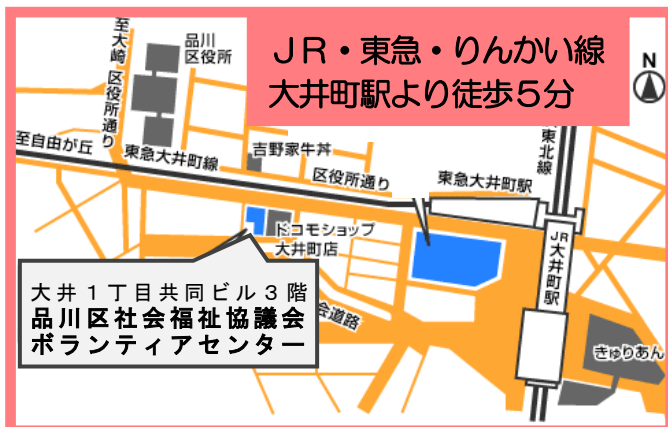 ＪＲ・東急・りんかい線
大井町駅より徒歩５分
N
至大崎
区役所通り
品川
区役所
至自由が丘
東急大井町線
吉野家牛丼
区役所通り
東急大井町駅
東北線
ドコモショップ
大井町店
JR
大井町駅
会道路
きゅりあん
大井１丁目共同ビル３階
品川区社会福祉協議会
ボランティアセンター